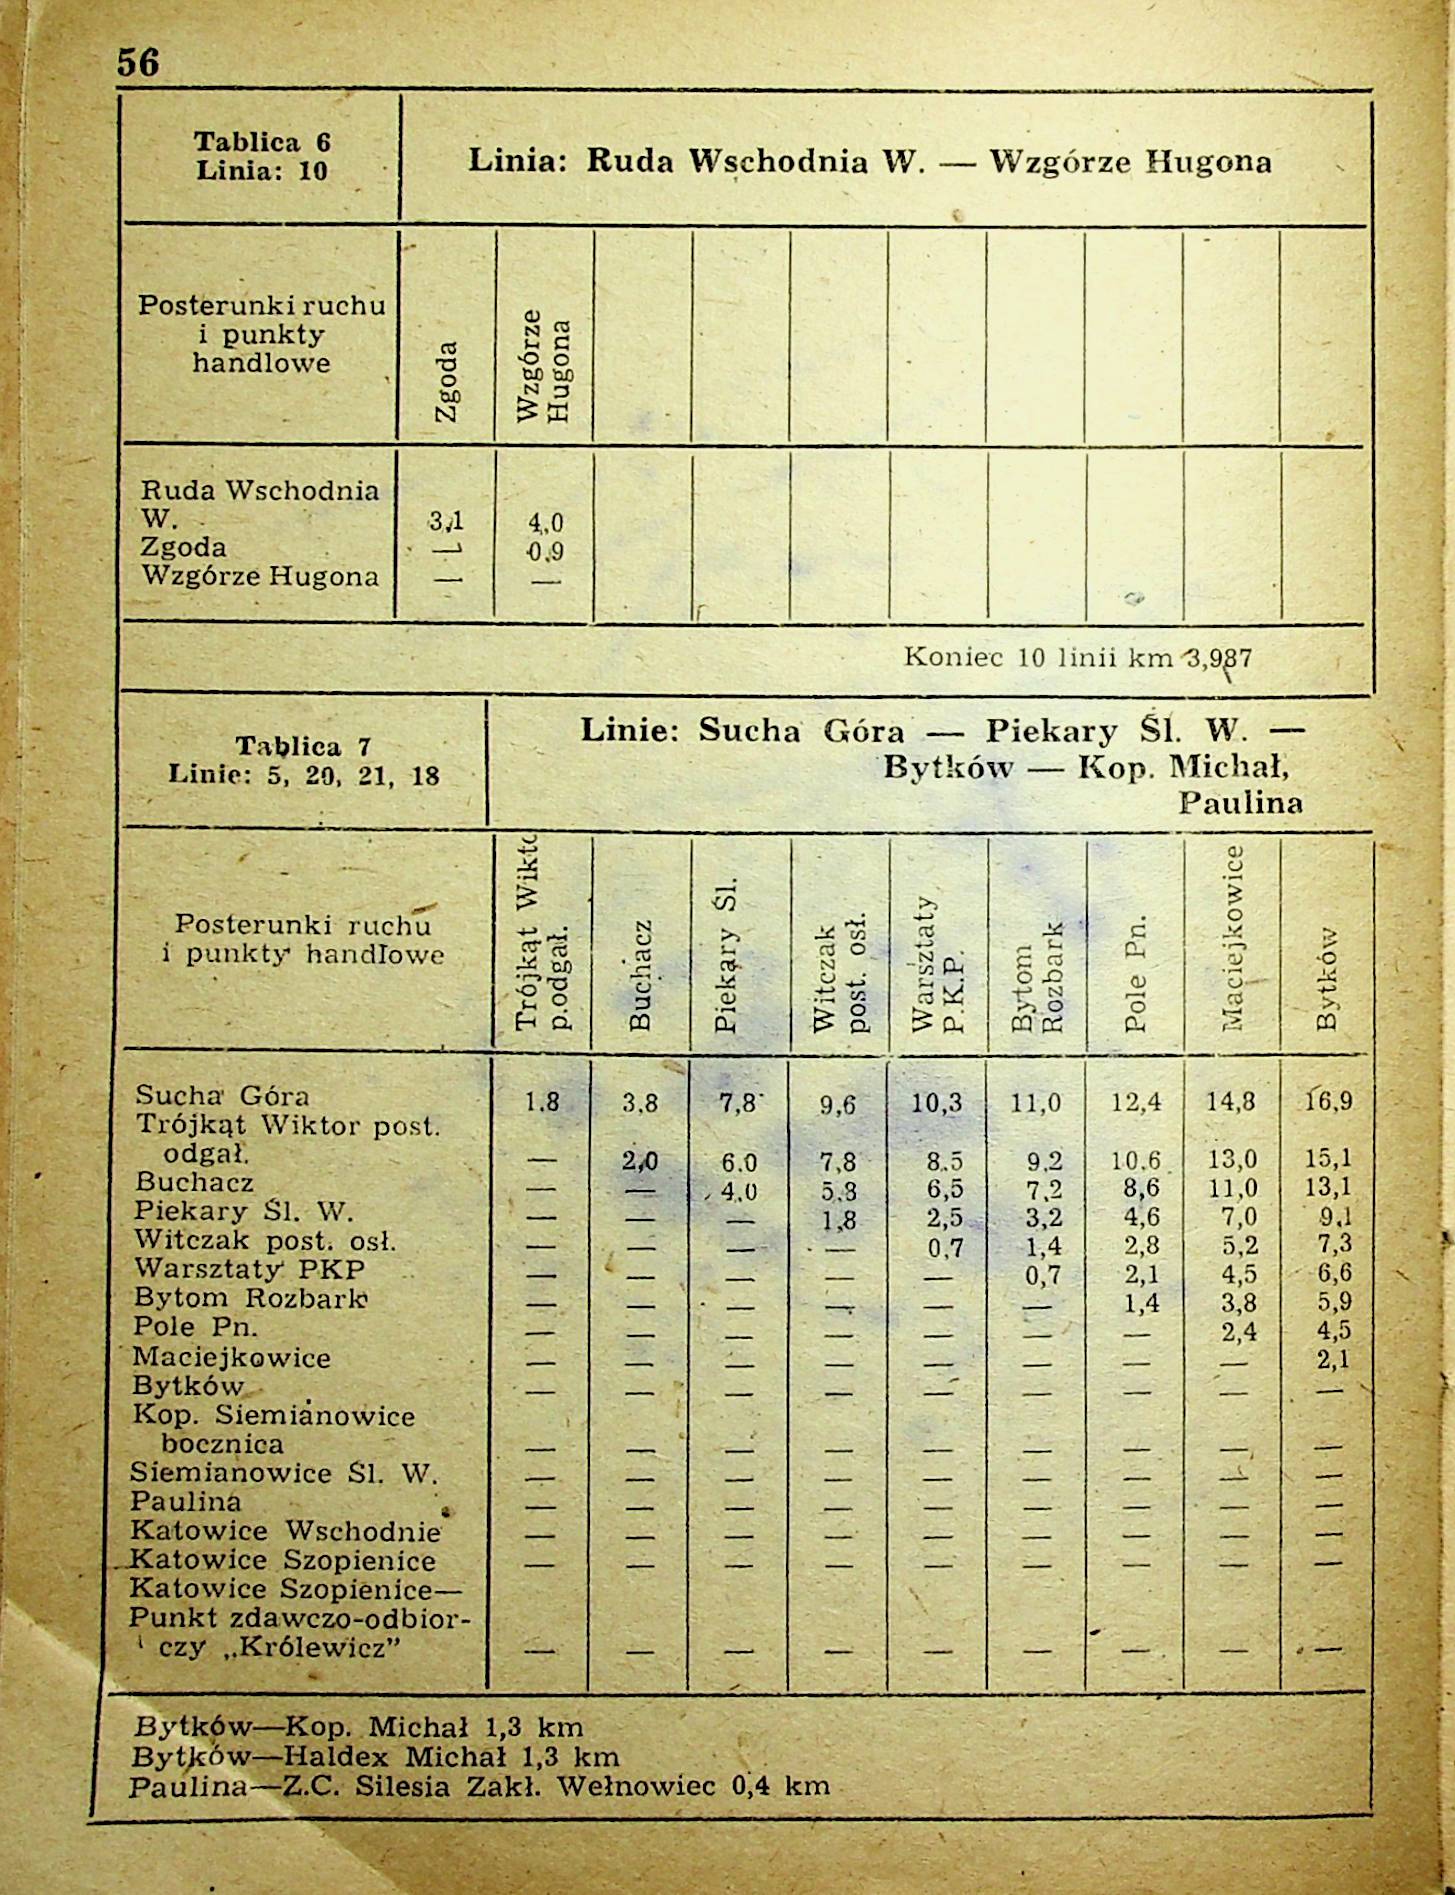 56
Tablica 6
Linia: 10
Linia: Ruda Wschodnia W. — Wzgórze Hugona
Posterunki ruchu
i punkty
handlowe
Zgoda
Wzgórze
Hugona
Ruda Wschodnia
W. 3,1 4,0
Zgoda — 0,9
Wzgórze Hugona — —
Koniec 10 linii km 3,987
Tablica 7
Linie: 5, 20, 21, 18
Linie: Sucha Góra — Piekary Śl. W. —
Bytków — Kop. Michał,
Paulina
Posterunki ruchu
i punkty handlowe
Trójkąt Wikto
p.odgał.
Buchacz
Piekary Śl.
Witczak
post. osł.
Warsztaty
P.K.P.
Bytom
Rozbark
Pole Pn.
Maciejkowice
Bytków
Sucha Góra 1.8 3,8 7,8 9,6 10,3 11,0 12,4 14,8 16,9
Trójkąt Wiktor post.
odgał. — 2,0 6.0 7,8 8.5 9,2 10,6 13,0 15,1
Buchacz — — 4,0 5,8 6,5 7,2 8,6 11,0 13,1
Piekary Śl. W. — — — 1,8 2,5 3,2 4,6 7,0 9,1
Witczak post. osł. — — — — 0,7 1,4 2,8 5,2 7,3
Warsztaty PKP — — — — — 0,7 2,1 4,5 6,6
Bytom Rozbark — — — — — — 1,4 3,8 5,9
Pole Pn. — — — — — — — 2,4 4,5
Maciejkowice — — — — — — — — 2,1
Bytków — — — — — — — — —
Kop. Siemianowice
bocznica — — — — — — — — —
Siemianowice Śl. W. — — — — — — — — —
Paulina — — — — — — — — —
Katowice Wschodnie — — — — — — — — —
Katowice Szopienice — — — — — — — — —
Katowice Szopienice—
Punkt zdawczo-odbior-
czy „Królewicz” — — — — — — — — —
Bytków—Kop. Michał 1,3 km
Bytków—Haldex Michał 1,3 km
Paulina—Z.C. Silesia Zakł. Wełnowiec 0,4 km